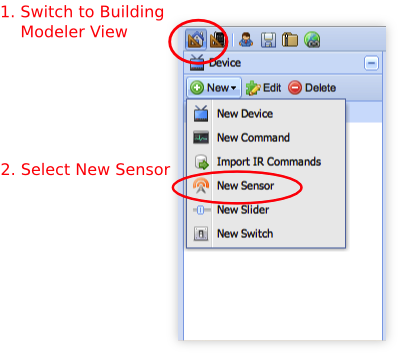 1. Switch to Building
Modeler View
Device
New Edit Delete
New Device
New Command
Import IR Commands
2. Select New Sensor
New Sensor
New Slider
New Switch